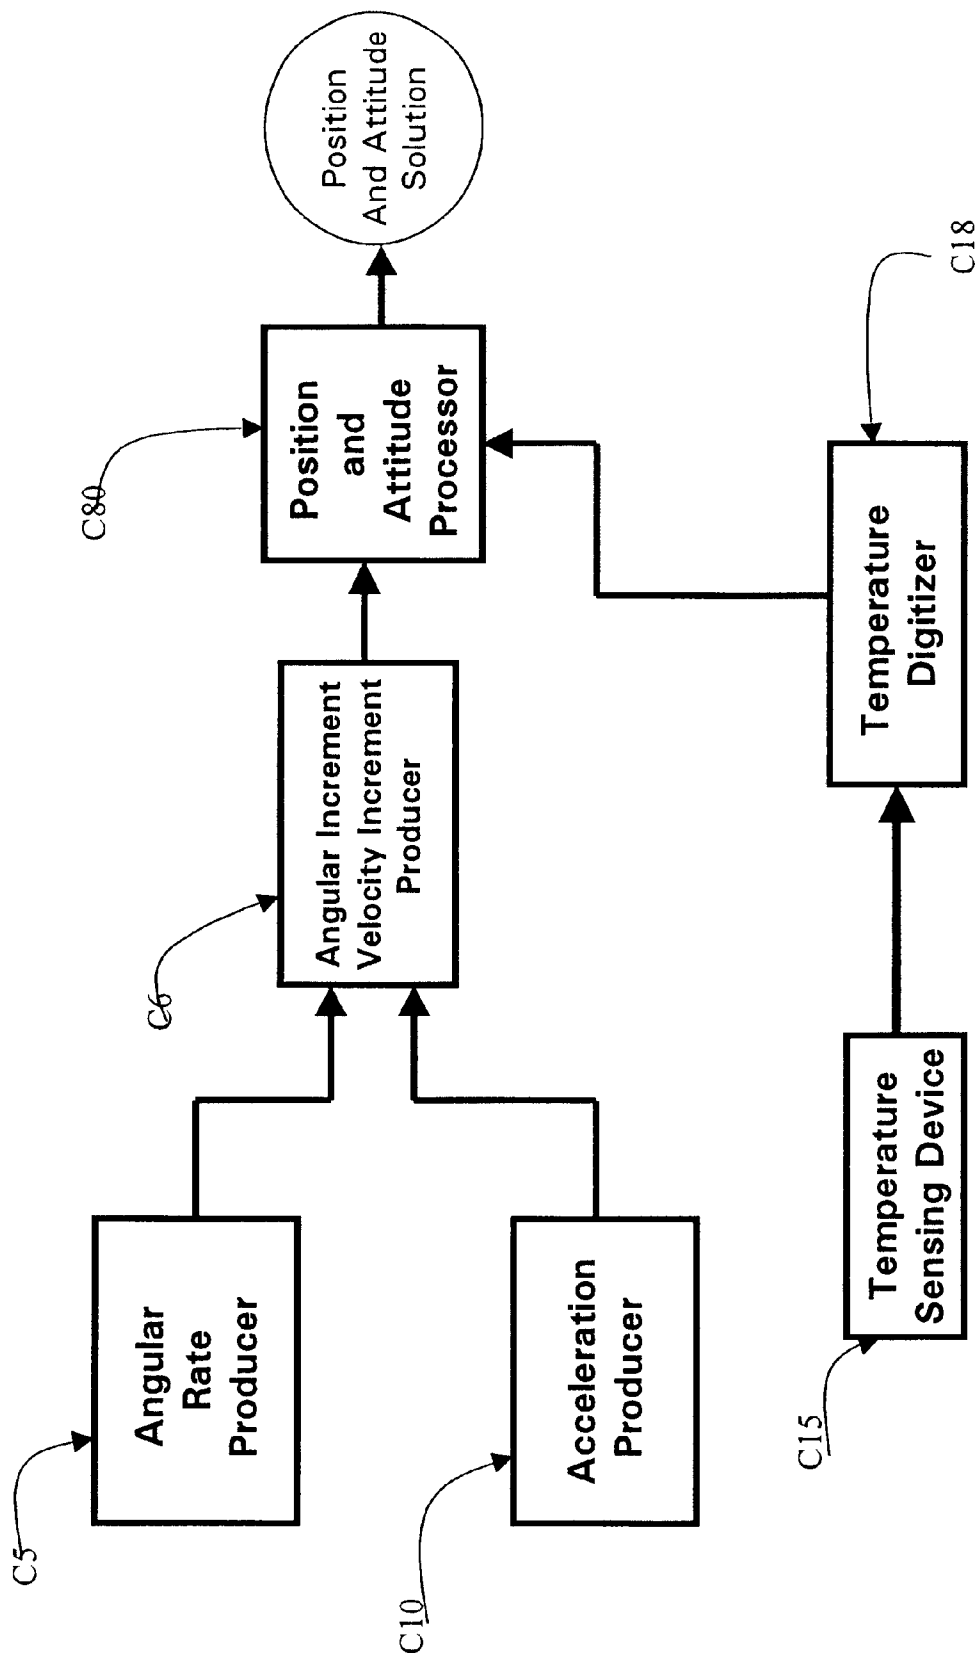 C5
Angular
Rate
Producer
C10
Acceleration
Producer
C6
Angular Increment
Velocity Increment
Producer
C80
Position
and
Attitude
Processor
Position
And Attitude
Solution
C15
Temperature
Sensing Device
Temperature
Digitizer
C18